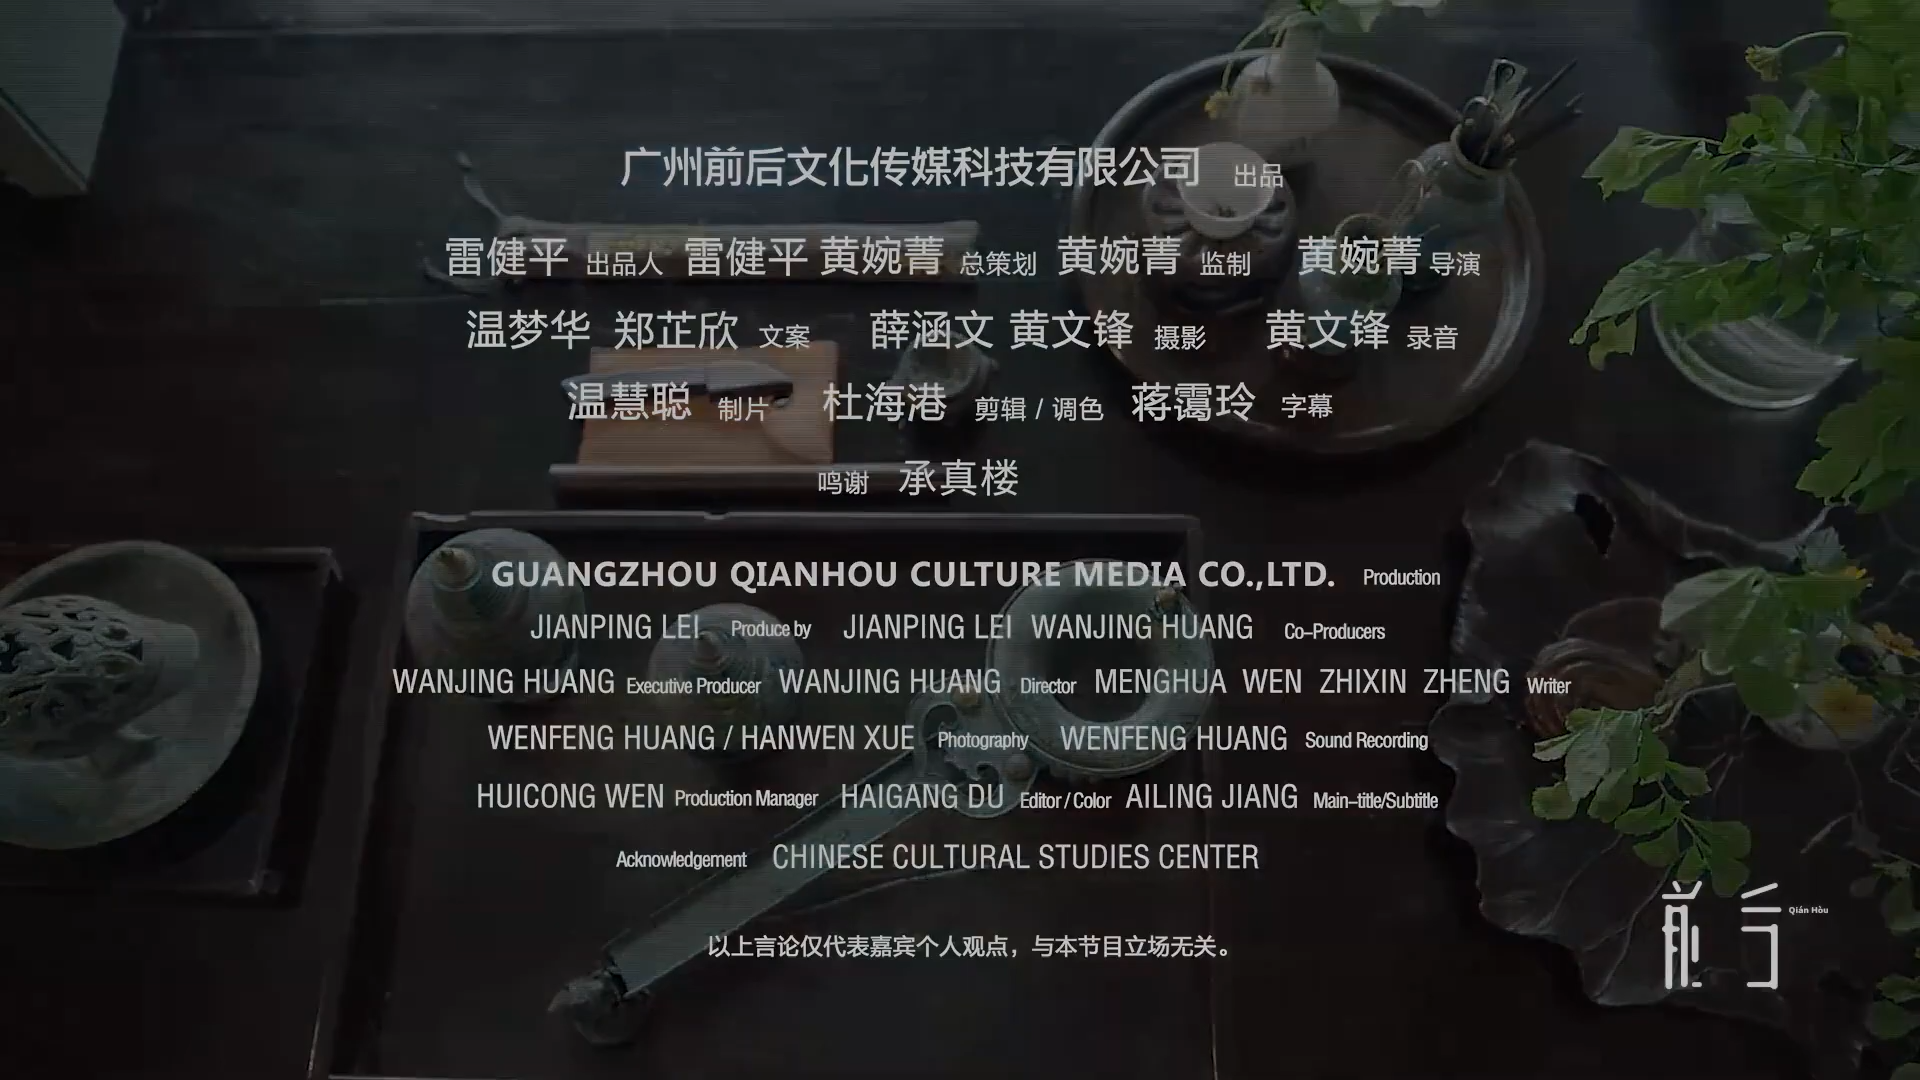 广州前后文化传媒科技有限公司 出品
雷健平 出品人 雷健平 黄婉菁 总策划 黄婉菁 监制 黄婉菁 导演
温梦华 郑芷欣 文案 薛涵文 黄文锋 摄影 黄文锋 录音
温慧聪 制片 杜海港 剪辑 / 调色 蒋霭玲 字幕
鸣谢 承真楼
GUANGZHOU QIANHOU CULTURE MEDIA CO.,LTD. Production
JIANPING LEI Produce by JIANPING LEI WANJING HUANG Co-Producers
WANJING HUANG Executive Producer WANJING HUANG Director MENGHUA WEN ZHIXIN ZHENG Writer
WENFENG HUANG / HANWEN XUE Photography WENFENG HUANG Sound Recording
HUICONG WEN Production Manager HAIGANG DU Editor / Color AILING JIANG Main-title/Subtitle
Acknowledgement CHINESE CULTURAL STUDIES CENTER
以上言论仅代表嘉宾个人观点，与本节目立场无关。
前后 Qián Hòu